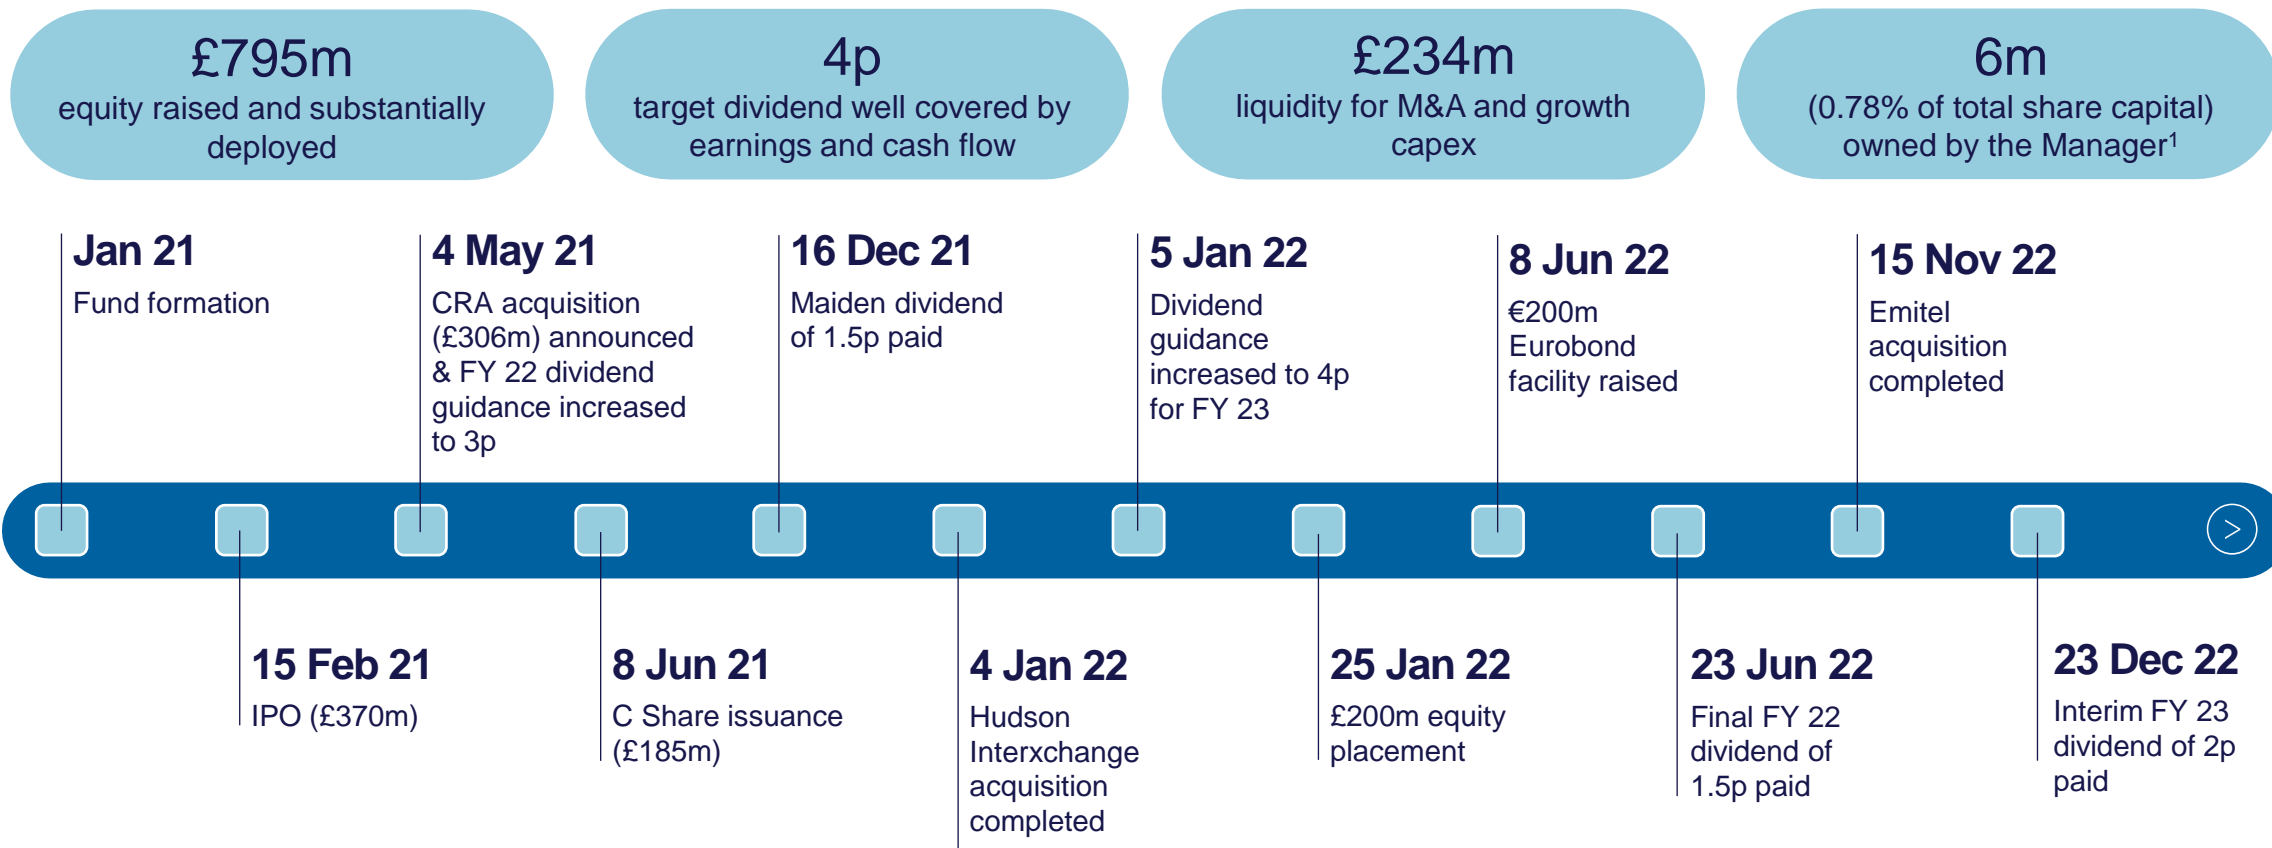 £795m
equity raised and substantially
deployed
4p
target dividend well covered by
earnings and cash flow
£234m
liquidity for M&A and growth
capex
6m
(0.78% of total share capital)
owned by the Manager¹
Jan 21
Fund formation
4 May 21
CRA acquisition
(£306m) announced
& FY 22 dividend
guidance increased
to 3p
16 Dec 21
Maiden dividend
of 1.5p paid
5 Jan 22
Dividend
guidance
increased to 4p
for FY 23
8 Jun 22
€200m
Eurobond
facility raised
15 Nov 22
Emitel
acquisition
completed
15 Feb 21
IPO (£370m)
8 Jun 21
C Share issuance
(£185m)
4 Jan 22
Hudson
Interxchange
acquisition
completed
25 Jan 22
£200m equity
placement
23 Jun 22
Final FY 22
dividend of
1.5p paid
23 Dec 22
Interim FY 23
dividend of 2p
paid